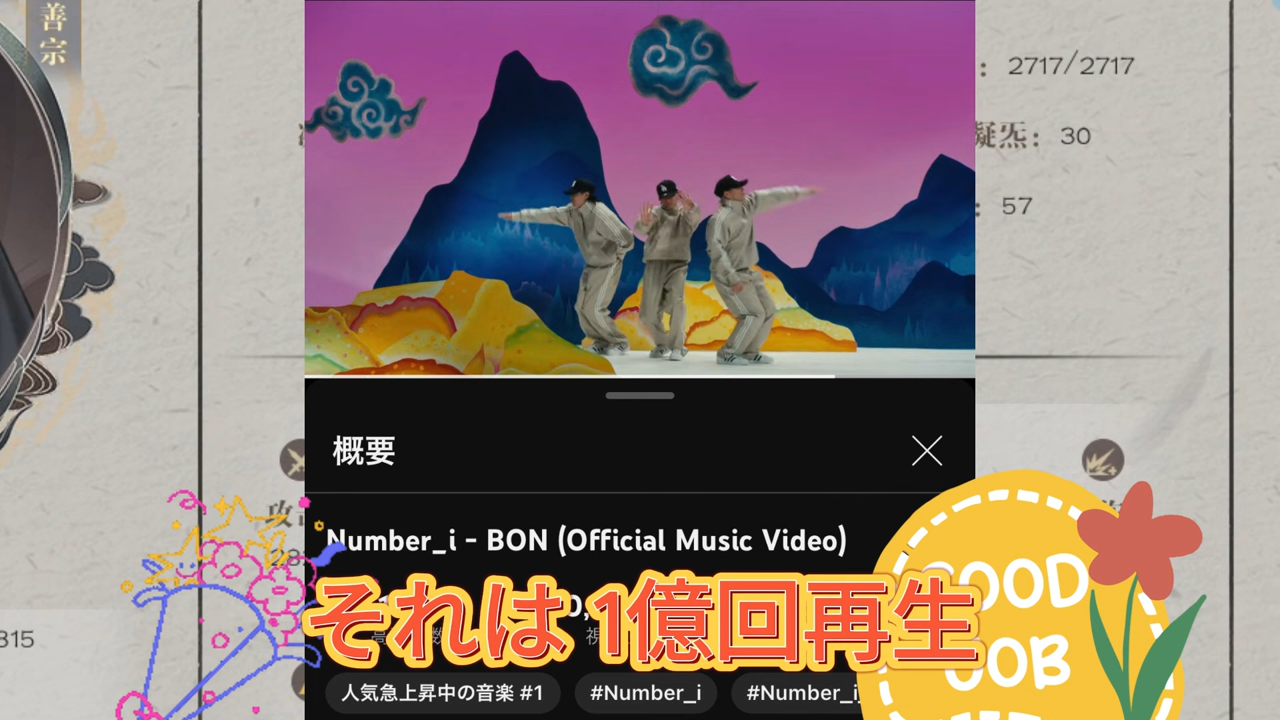 善宗
: 2717/2717
凝炁: 30
: 57
概要
Number_i - BON (Official Music Video)
それは1億回再生
GOOD
JOB
人気急上昇中の音楽 #1
#Number_i
#Number_i
315